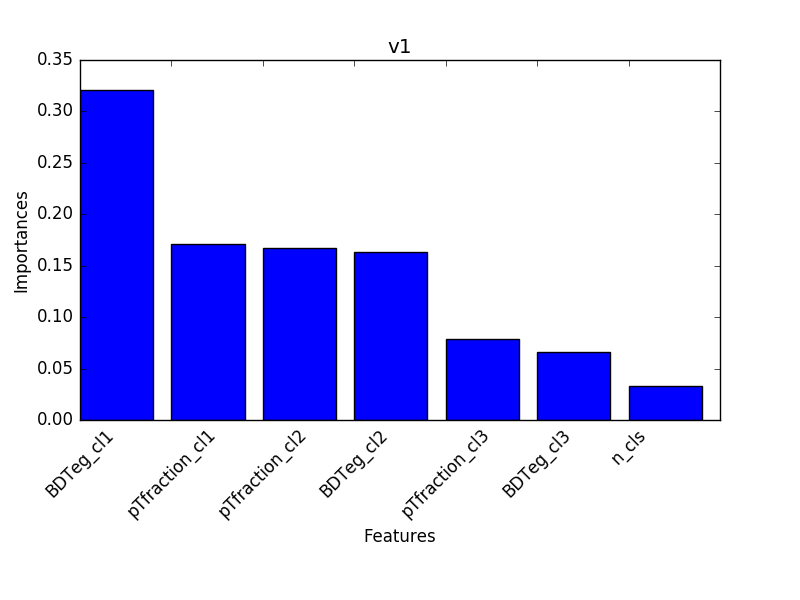 v1
0.35
0.30
0.25
0.20
0.15
0.10
0.05
0.00
Importances
BDTeg_cl1
pTfraction_cl1
pTfraction_cl2
BDTeg_cl2
pTfraction_cl3
BDTeg_cl3
n_cls
Features